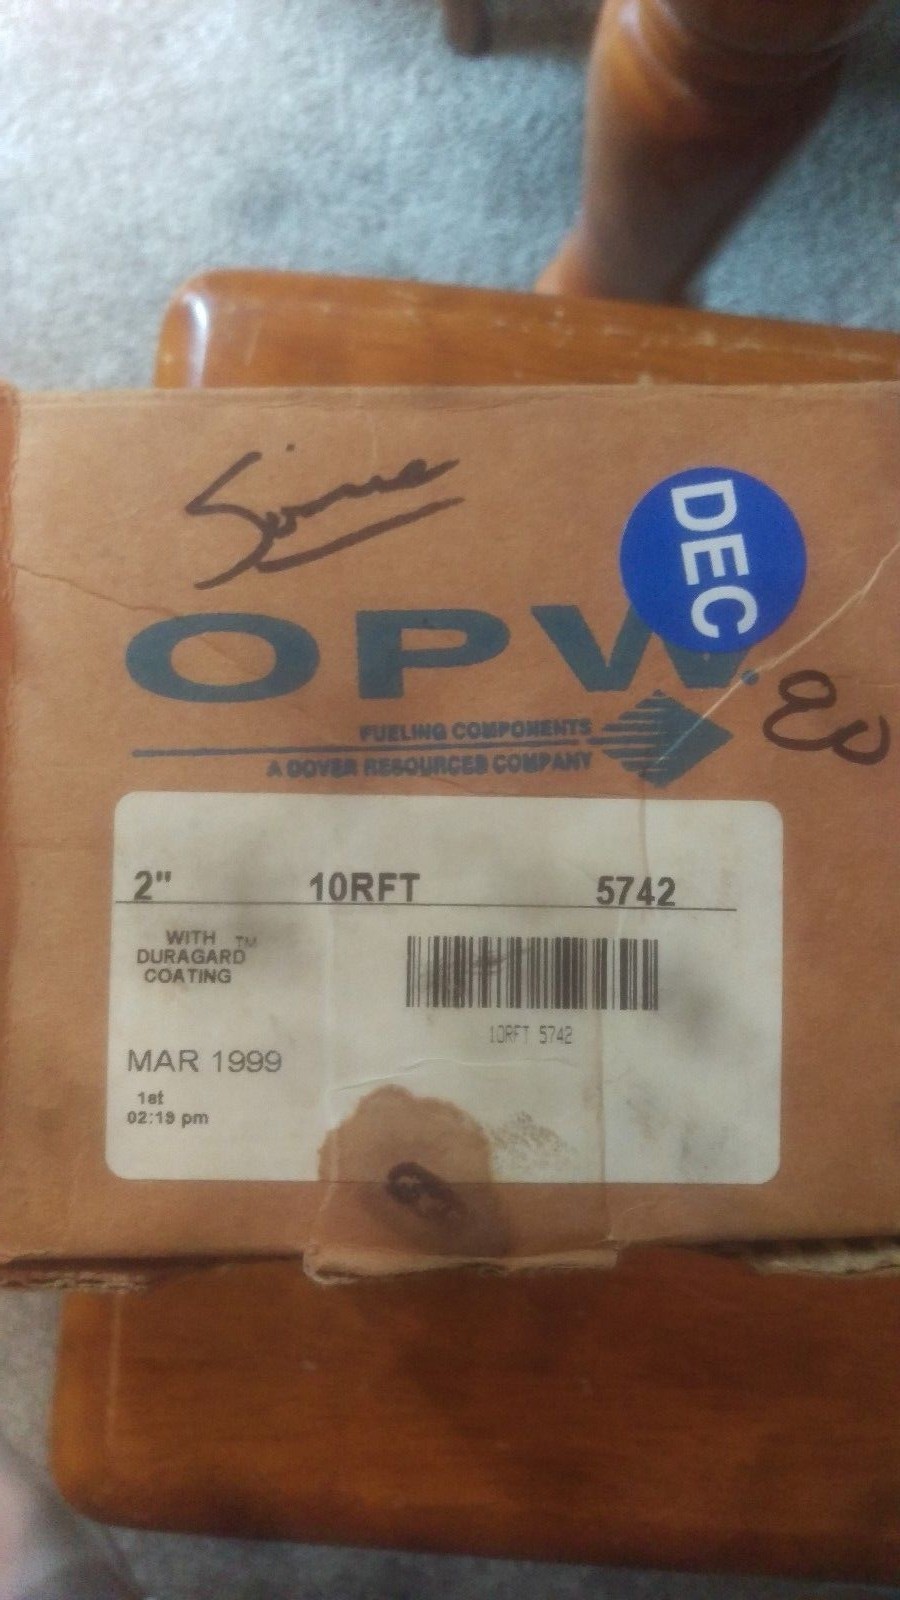 DEC
OPW
FUELING COMPONENTS
A DOVER RESOURCES COMPANY
2" 10RFT 5742
WITH ™
DURAGARD
COATING
10RFT 5742
MAR 1999
1st
02:19 pm